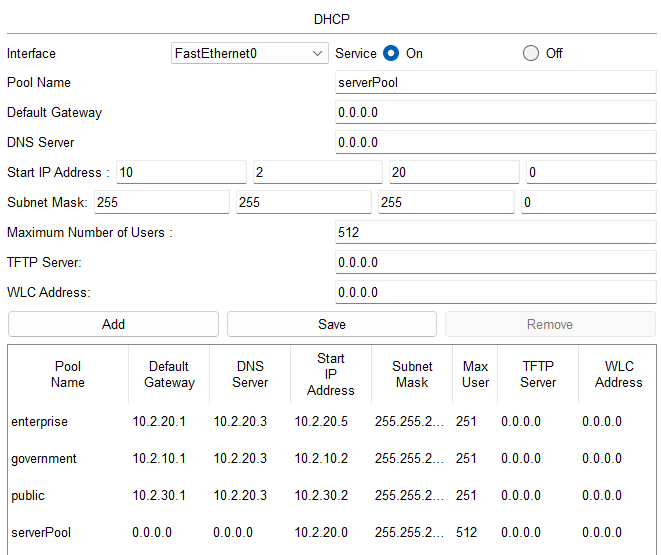 DHCP
Interface FastEthernet0 Service On Off
Pool Name serverPool
Default Gateway 0.0.0.0
DNS Server 0.0.0.0
Start IP Address : 10 2 20 0
Subnet Mask: 255 255 255 0
Maximum Number of Users : 512
TFTP Server: 0.0.0.0
WLC Address: 0.0.0.0
Add Save Remove
Pool Name Default Gateway DNS Server Start IP Address Subnet Mask Max User TFTP Server WLC Address
enterprise 10.2.20.1 10.2.20.3 10.2.20.5 255.255.2... 251 0.0.0.0 0.0.0.0
government 10.2.10.1 10.2.20.3 10.2.10.2 255.255.2... 251 0.0.0.0 0.0.0.0
public 10.2.30.1 10.2.20.3 10.2.30.2 255.255.2... 251 0.0.0.0 0.0.0.0
serverPool 0.0.0.0 0.0.0.0 10.2.20.0 255.255.2... 512 0.0.0.0 0.0.0.0